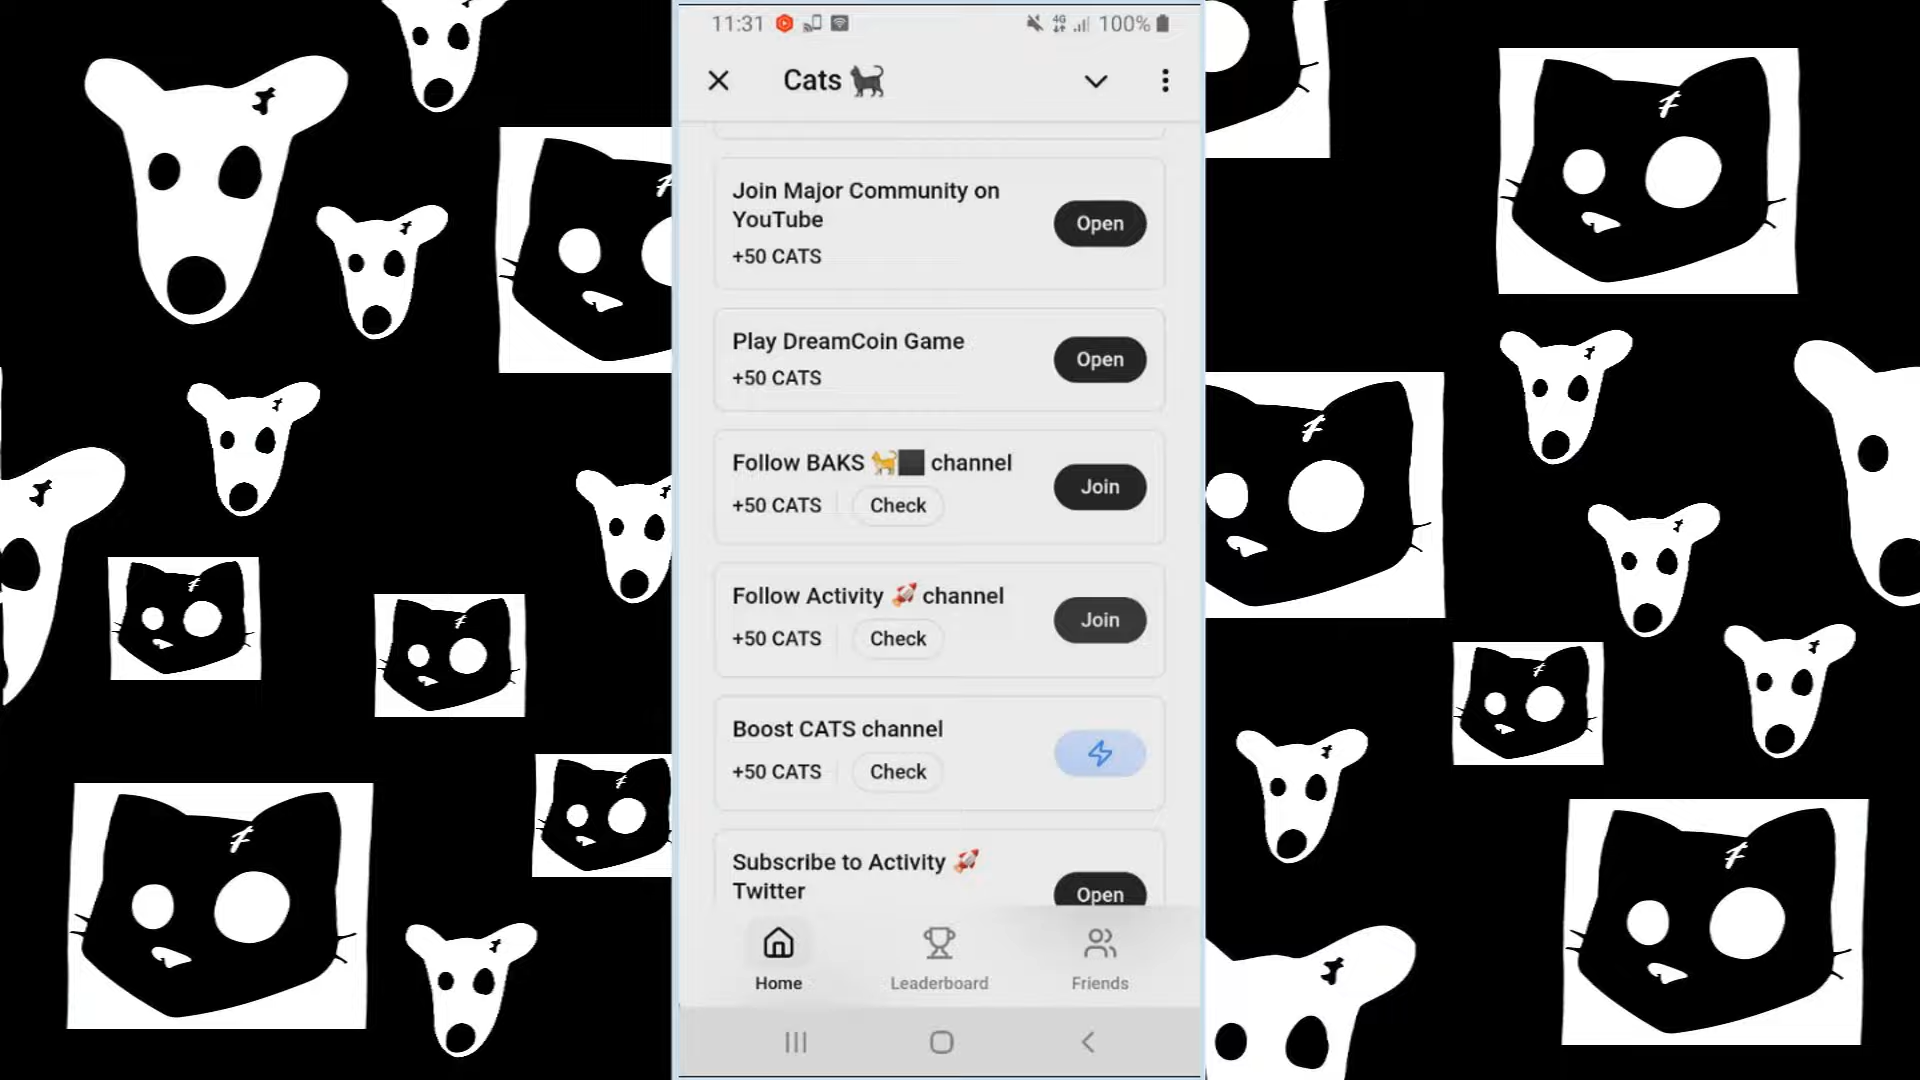 11:31
4G
100%
Cats
Join Major Community on
YouTube
+50 CATS
Open
Play DreamCoin Game
+50 CATS
Open
Follow BAKS channel
+50 CATS
Check
Join
Follow Activity 🚀 channel
+50 CATS
Check
Join
Boost CATS channel
+50 CATS
Check
Subscribe to Activity 🚀
Twitter
Open
Home
Leaderboard
Friends